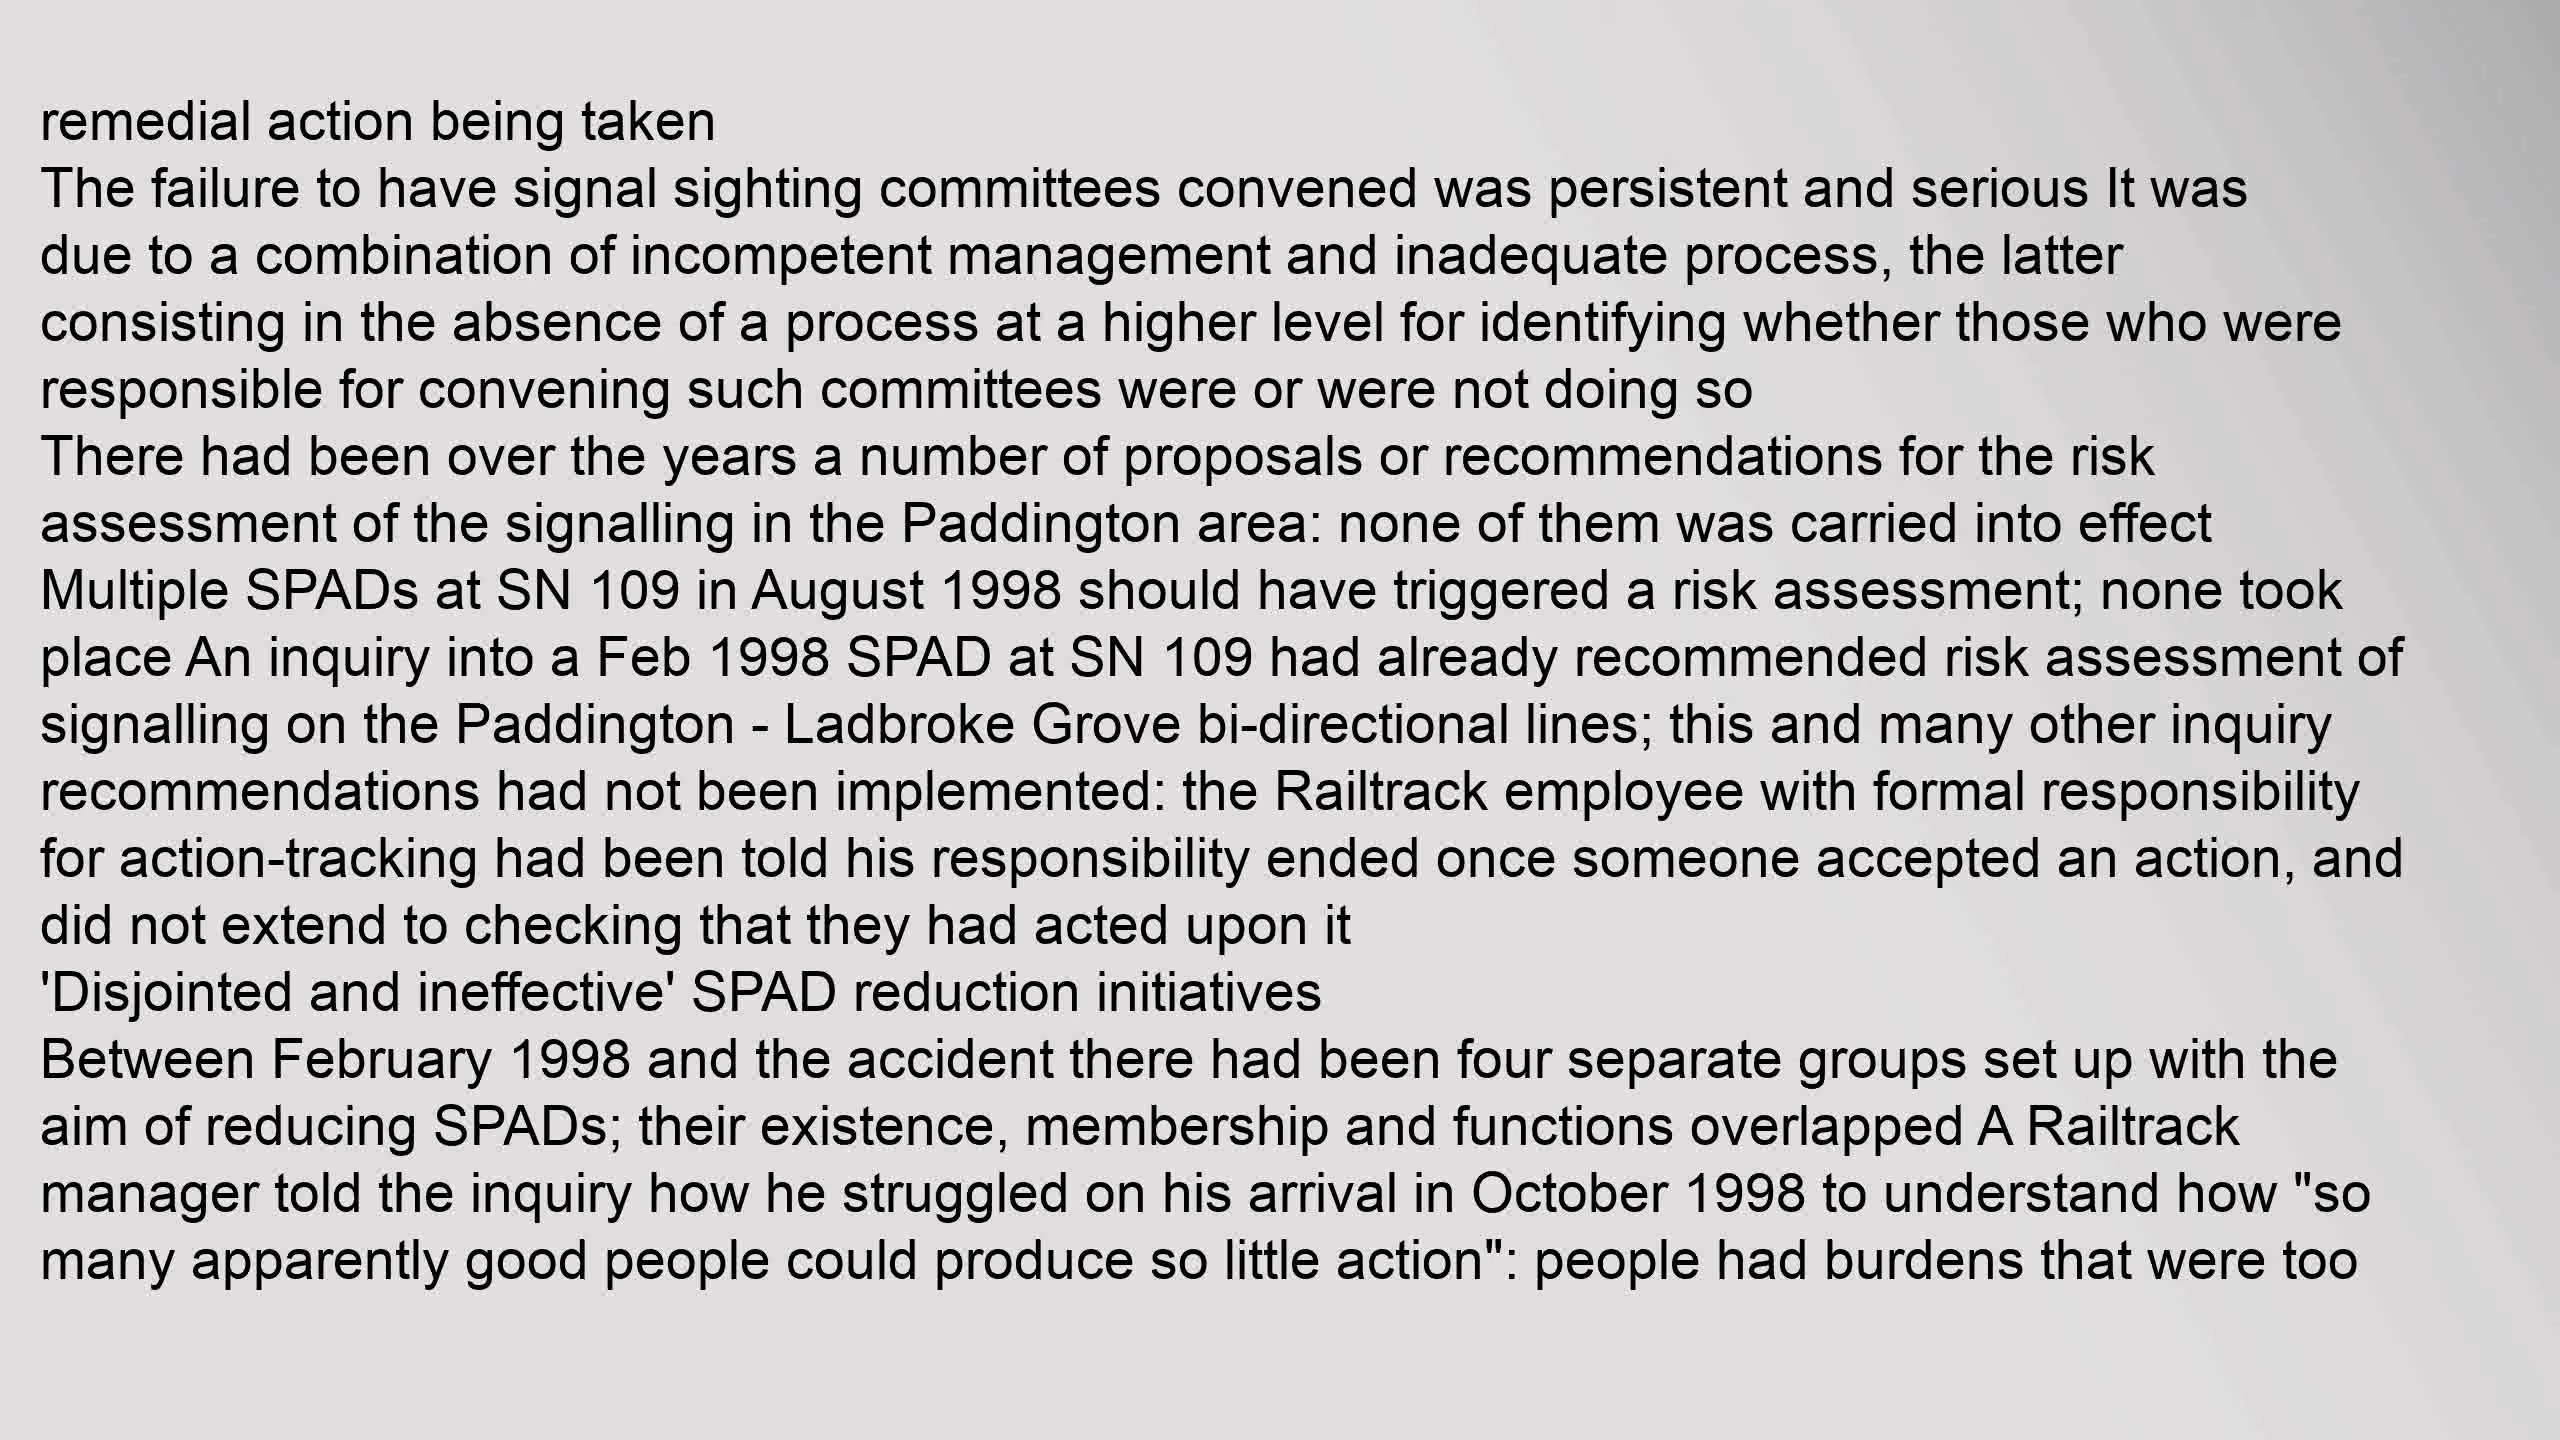 remedial action being taken
The failure to have signal sighting committees convened was persistent and serious It was
due to a combination of incompetent management and inadequate process, the latter
consisting in the absence of a process at a higher level for identifying whether those who were
responsible for convening such committees were or were not doing so
There had been over the years a number of proposals or recommendations for the risk
assessment of the signalling in the Paddington area: none of them was carried into effect
Multiple SPADs at SN 109 in August 1998 should have triggered a risk assessment; none took
place An inquiry into a Feb 1998 SPAD at SN 109 had already recommended risk assessment of
signalling on the Paddington - Ladbroke Grove bi-directional lines; this and many other inquiry
recommendations had not been implemented: the Railtrack employee with formal responsibility
for action-tracking had been told his responsibility ended once someone accepted an action, and
did not extend to checking that they had acted upon it
'Disjointed and ineffective' SPAD reduction initiatives
Between February 1998 and the accident there had been four separate groups set up with the
aim of reducing SPADs; their existence, membership and functions overlapped A Railtrack
manager told the inquiry how he struggled on his arrival in October 1998 to understand how "so
many apparently good people could produce so little action": people had burdens that were too